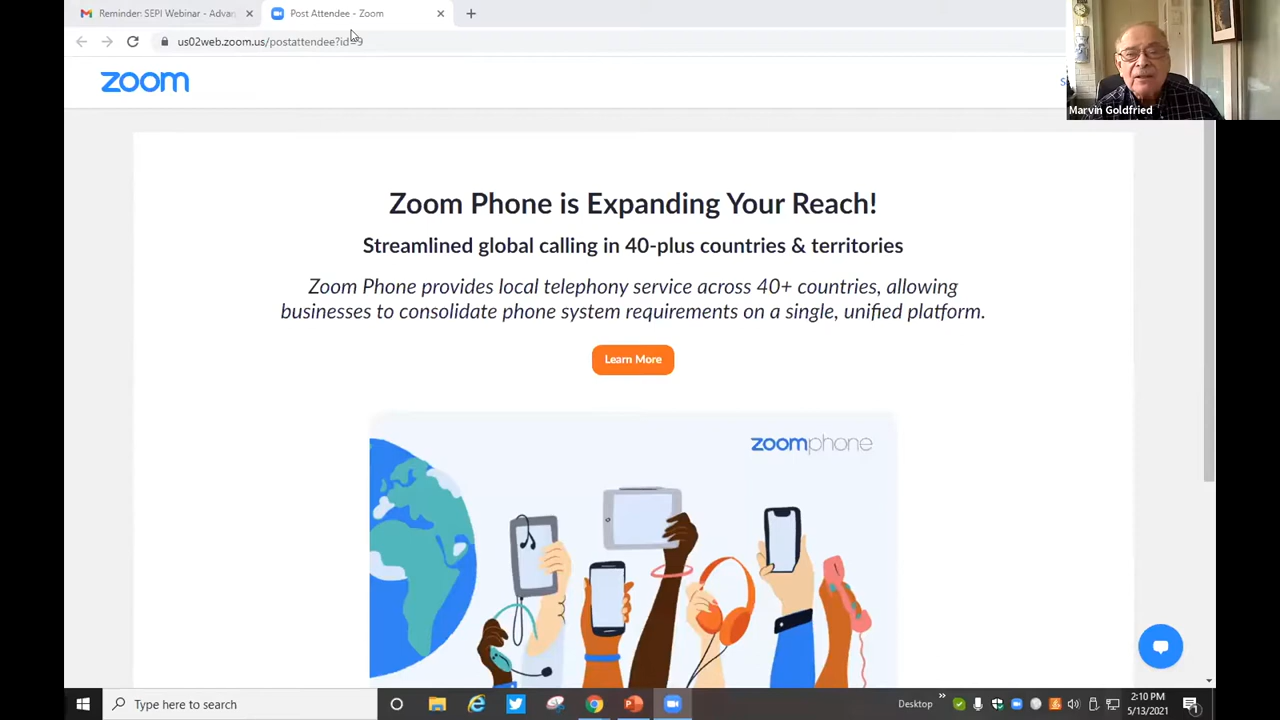 Reminder: SEPI Webinar - Advan
Post Attendee - Zoom
us02web.zoom.us/postattendee?id=9
zoom
Marvin Goldfried
Zoom Phone is Expanding Your Reach!
Streamlined global calling in 40-plus countries & territories
Zoom Phone provides local telephony service across 40+ countries, allowing
businesses to consolidate phone system requirements on a single, unified platform.
Learn More
zoomphone
Type here to search
Desktop
2:10 PM
5/13/2021